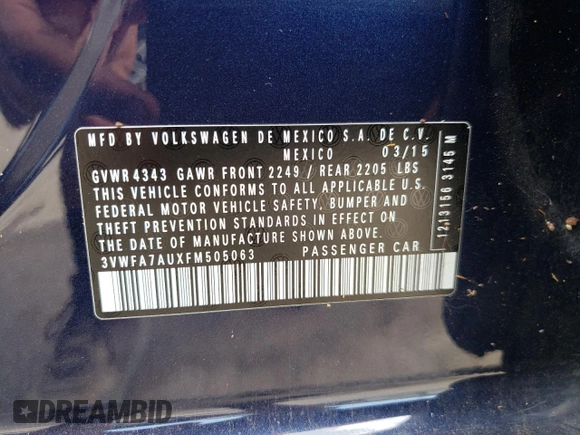 MFD BY VOLKSWAGEN DE MEXICO S.A. DE C.V.
MEXICO 03/15
GVWR 4343 GAWR FRONT 2249 / REAR 2205 LBS
THIS VEHICLE CONFORMS TO ALL APPLICABLE U.S.
FEDERAL MOTOR VEHICLE SAFETY, BUMPER AND
THEFT PREVENTION STANDARDS IN EFFECT ON
THE DATE OF MANUFACTURE SHOWN ABOVE.
3VWFA7AUXFM505063 PASSENGER CAR
1213156 3145 M
DREAMBID